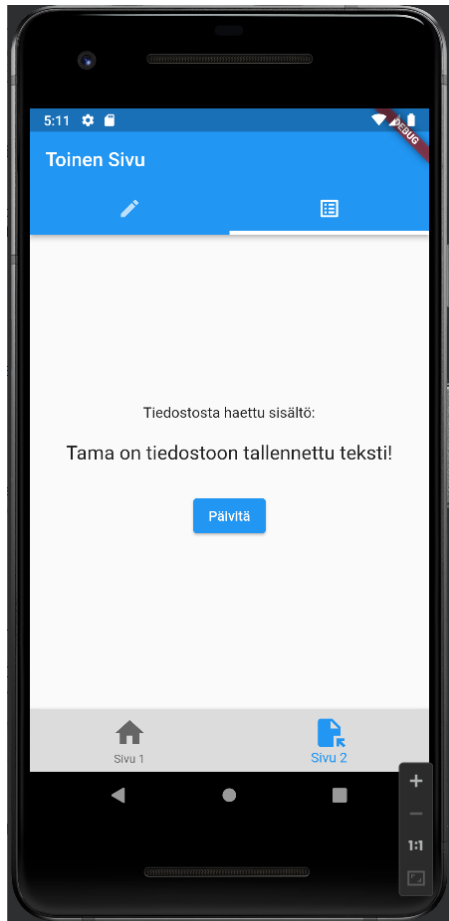 5:11
DEBUG
Toinen Sivu
Tiedostosta haettu sisältö:
Tama on tiedostoon tallennettu teksti!
Päivitä
Sivu 1
Sivu 2
1:1